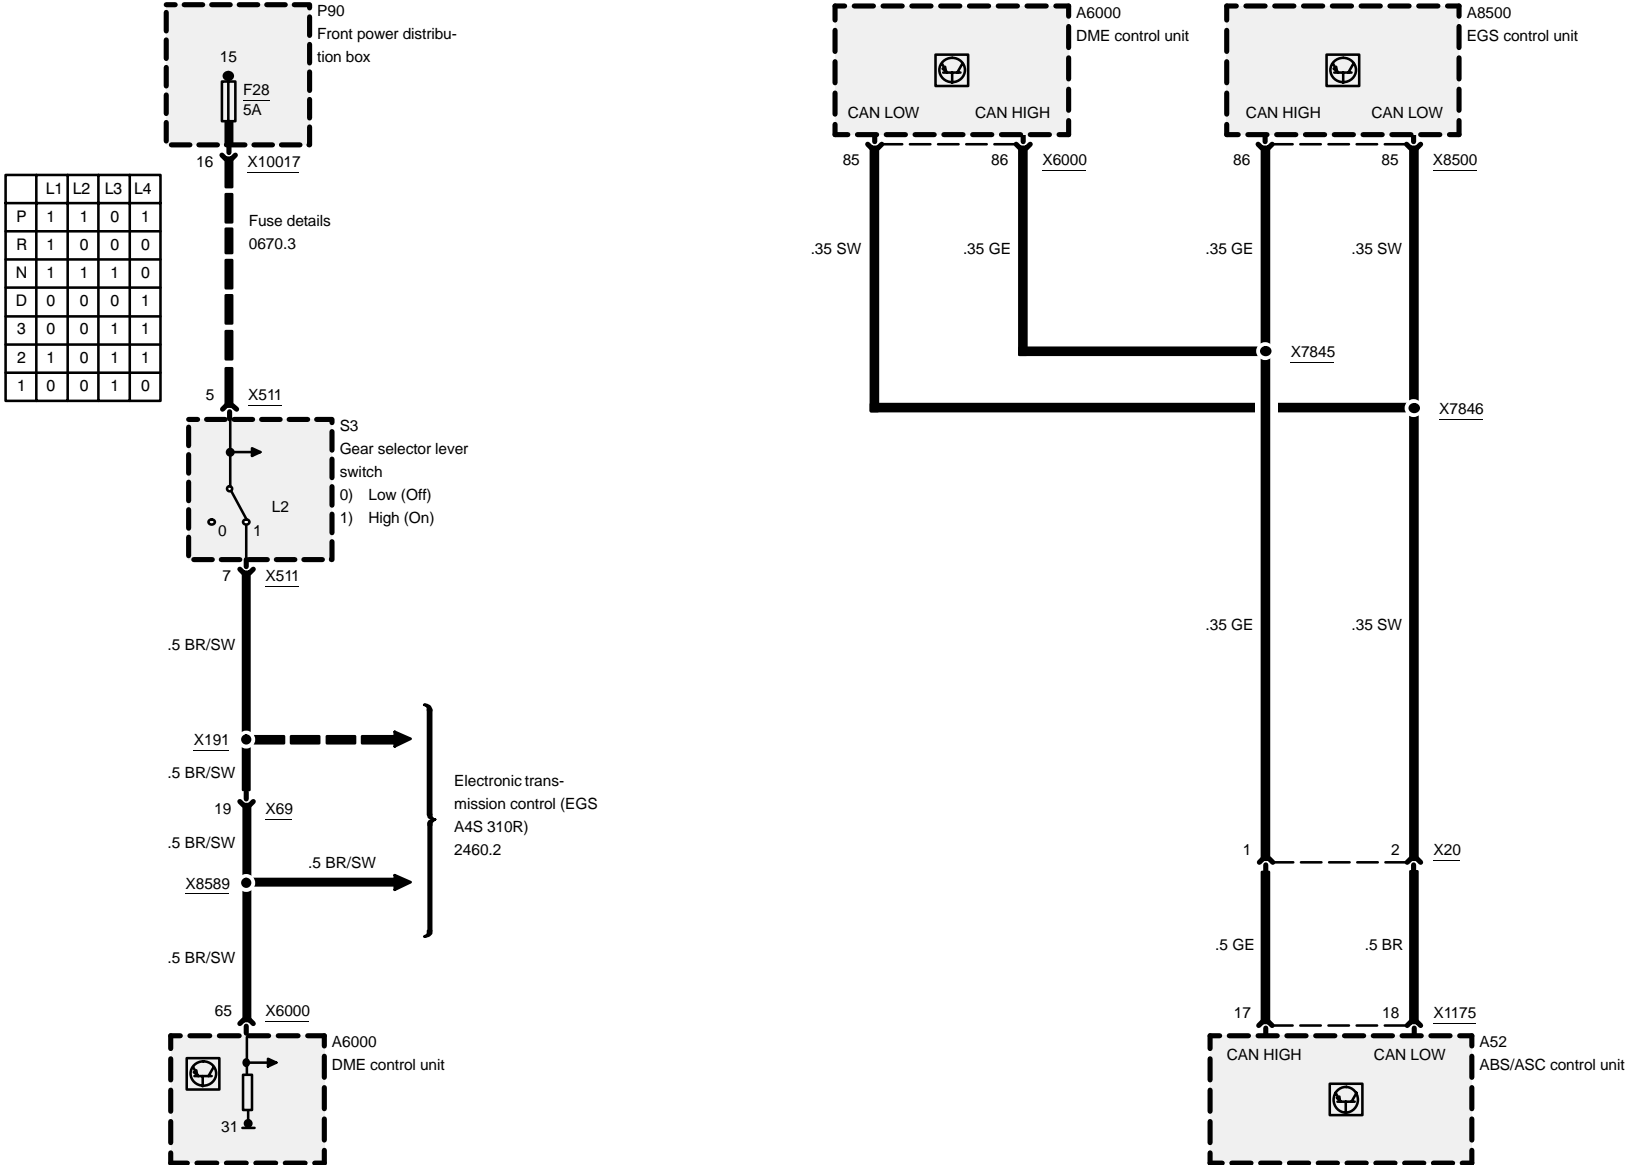 P90
Front power distribu-
tion box
15
F28
5A
16 X10017
L1 L2 L3 L4
P 1 1 0 1
R 1 0 0 0
N 1 1 1 0
D 0 0 0 1
3 0 0 1 1
2 1 0 1 1
1 0 0 1 0
Fuse details
0670.3
5 X511
S3
Gear selector lever
switch
0) Low (Off)
1) High (On)
L2
0 1
7 X511
.5 BR/SW
X191
.5 BR/SW
19 X69
.5 BR/SW
.5 BR/SW
X8589
Electronic trans-
mission control (EGS
A4S 310R)
2460.2
.5 BR/SW
65 X6000
A6000
DME control unit
31
A6000
DME control unit
CAN LOW CAN HIGH
85 86 X6000
A8500
EGS control unit
CAN HIGH CAN LOW
86 85 X8500
.35 SW .35 GE .35 GE .35 SW
X7845
X7846
.35 GE .35 SW
1 2 X20
.5 GE .5 BR
17 18 X1175
CAN HIGH CAN LOW
A52
ABS/ASC control unit